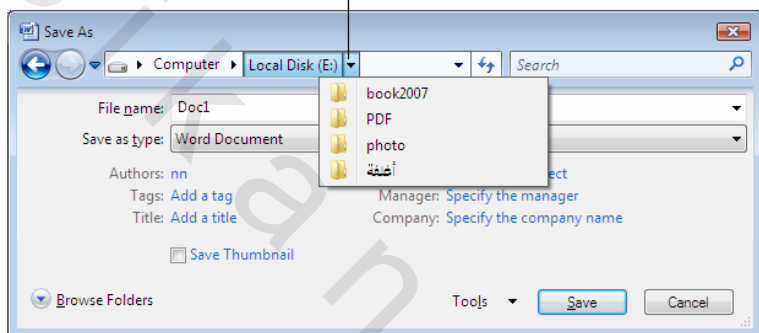 Save As
Computer Local Disk (E:) Search
book2007
PDF
photo
أغلفة
File name: Doc1
Save as type: Word Document
Authors: nn
Tags: Add a tag
Manager: Specify the manager
Title: Add a title
Company: Specify the company name
Save Thumbnail
Browse Folders
Tools
Save
Cancel